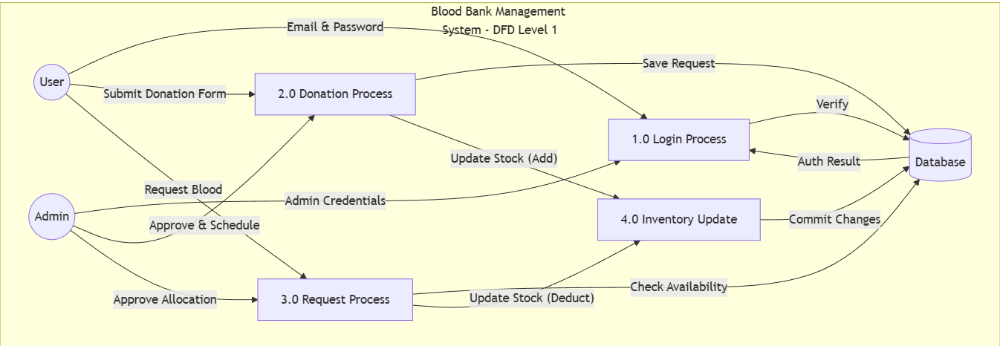 Blood Bank Management
System - DFD Level 1
Email & Password
Save Request
User
Submit Donation Form
2.0 Donation Process
Verify
1.0 Login Process
Update Stock (Add)
Auth Result
Database
Request Blood
Admin Credentials
Admin
Approve & Schedule
4.0 Inventory Update
Commit Changes
Check Availability
Approve Allocation
3.0 Request Process
Update Stock (Deduct)